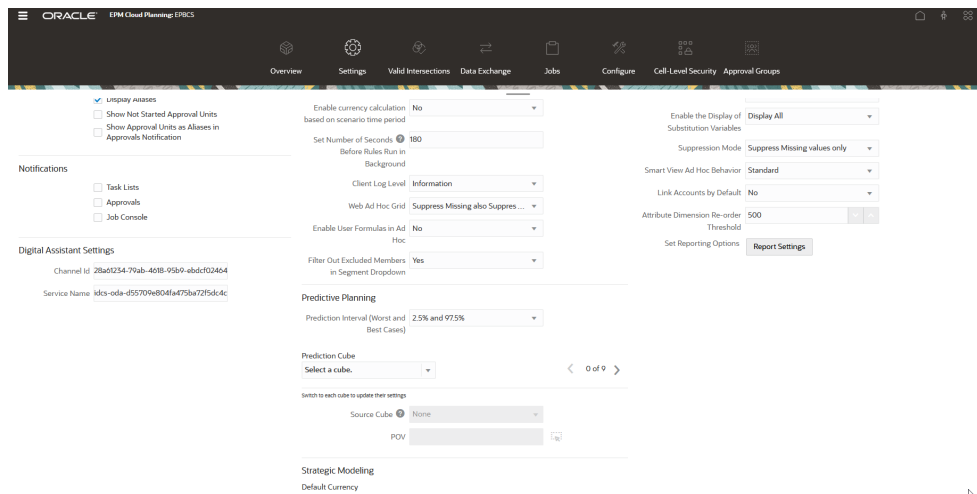 ORACLE EPM Cloud Planning: EPBCS
Overview Settings Valid Intersections Data Exchange Jobs Configure Cell-Level Security Approval Groups
Display Aliases
Show Not Started Approval Units
Show Approval Units as Aliases in
Approvals Notification
Notifications
Task Lists
Approvals
Job Console
Digital Assistant Settings
Channel Id 28a61234-79ab-4618-95b9-ebdcf02464
Service Name idcs-oda-d55709e804fa475ba72f5dc4c
Enable currency calculation No
based on scenario time period
Set Number of Seconds ? 180
Before Rules Run in
Background
Client Log Level Information
Web Ad Hoc Grid Suppress Missing also Suppres ...
Enable User Formulas in Ad No
Hoc
Filter Out Excluded Members Yes
in Segment Dropdown
Predictive Planning
Prediction Interval (Worst and 2.5% and 97.5%
Best Cases)
Prediction Cube
Select a cube. 0 of 9
Switch to each cube to update their settings
Source Cube ? None
POV
Strategic Modeling
Default Currency
Enable the Display of Display All
Substitution Variables
Suppression Mode Suppress Missing values only
Smart View Ad Hoc Behavior Standard
Link Accounts by Default No
Attribute Dimension Re-order 500
Threshold
Set Reporting Options Report Settings